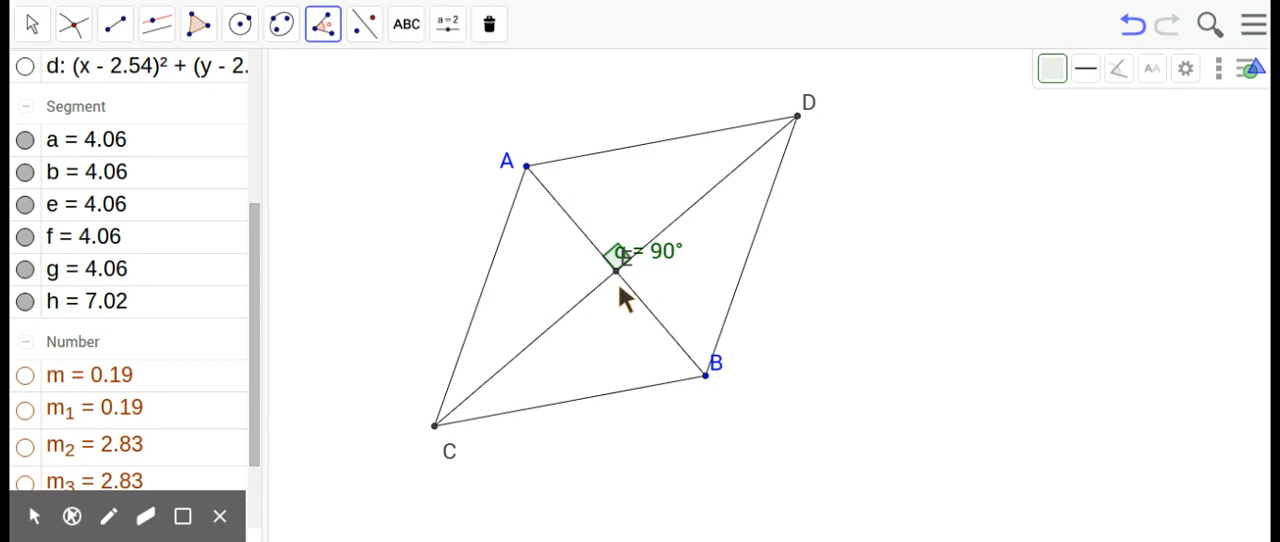 ABC
a=2
d: (x - 2.54)² + (y - 2.
Segment
a = 4.06
b = 4.06
e = 4.06
f = 4.06
g = 4.06
h = 7.02
Number
m = 0.19
m₁ = 0.19
m₂ = 2.83
m₃ = 2.83
AA
D
A
α = 90°
E
B
C